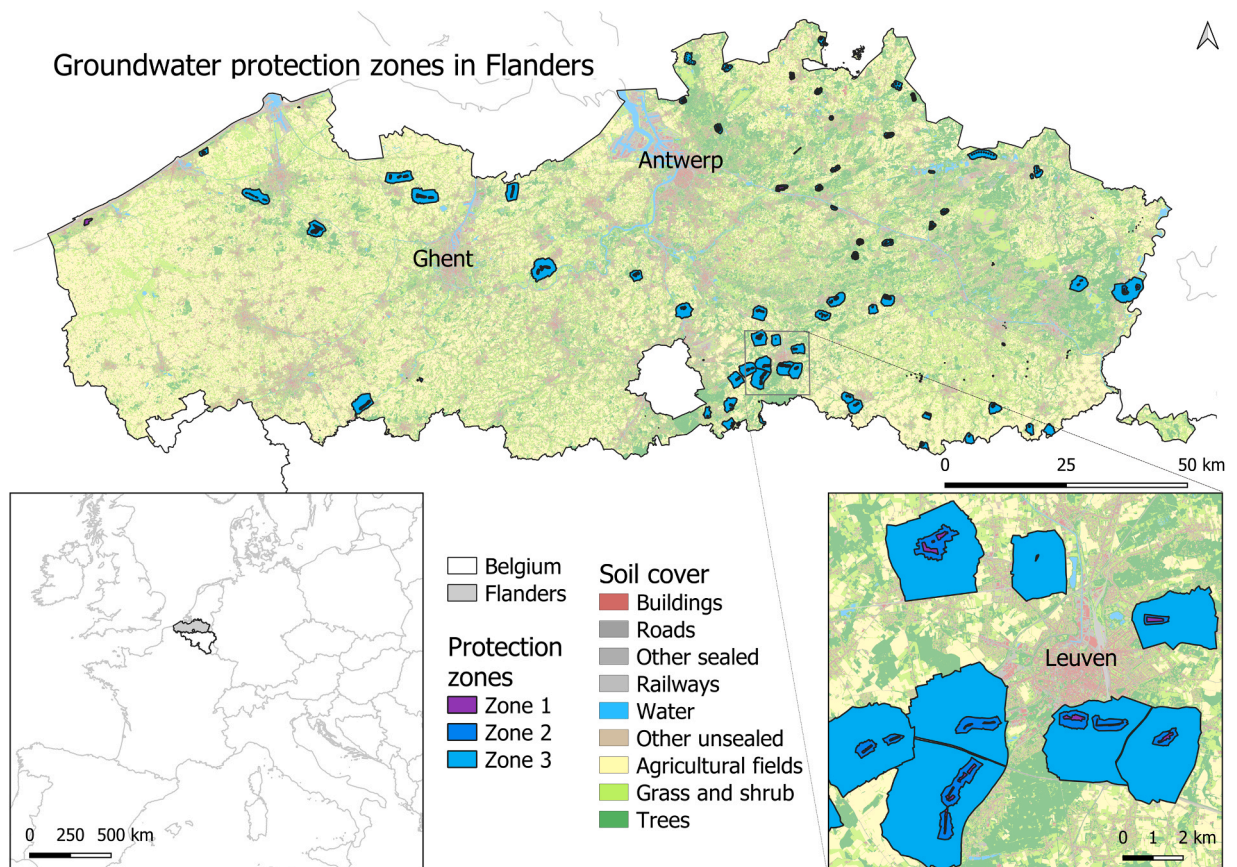 Groundwater protection zones in Flanders
Antwerp
Ghent
0 25 50 km
Belgium
Flanders
Protection
zones
Zone 1
Zone 2
Zone 3
Soil cover
Buildings
Roads
Other sealed
Railways
Water
Other unsealed
Agricultural fields
Grass and shrub
Trees
Leuven
0 250 500 km
0 1 2 km